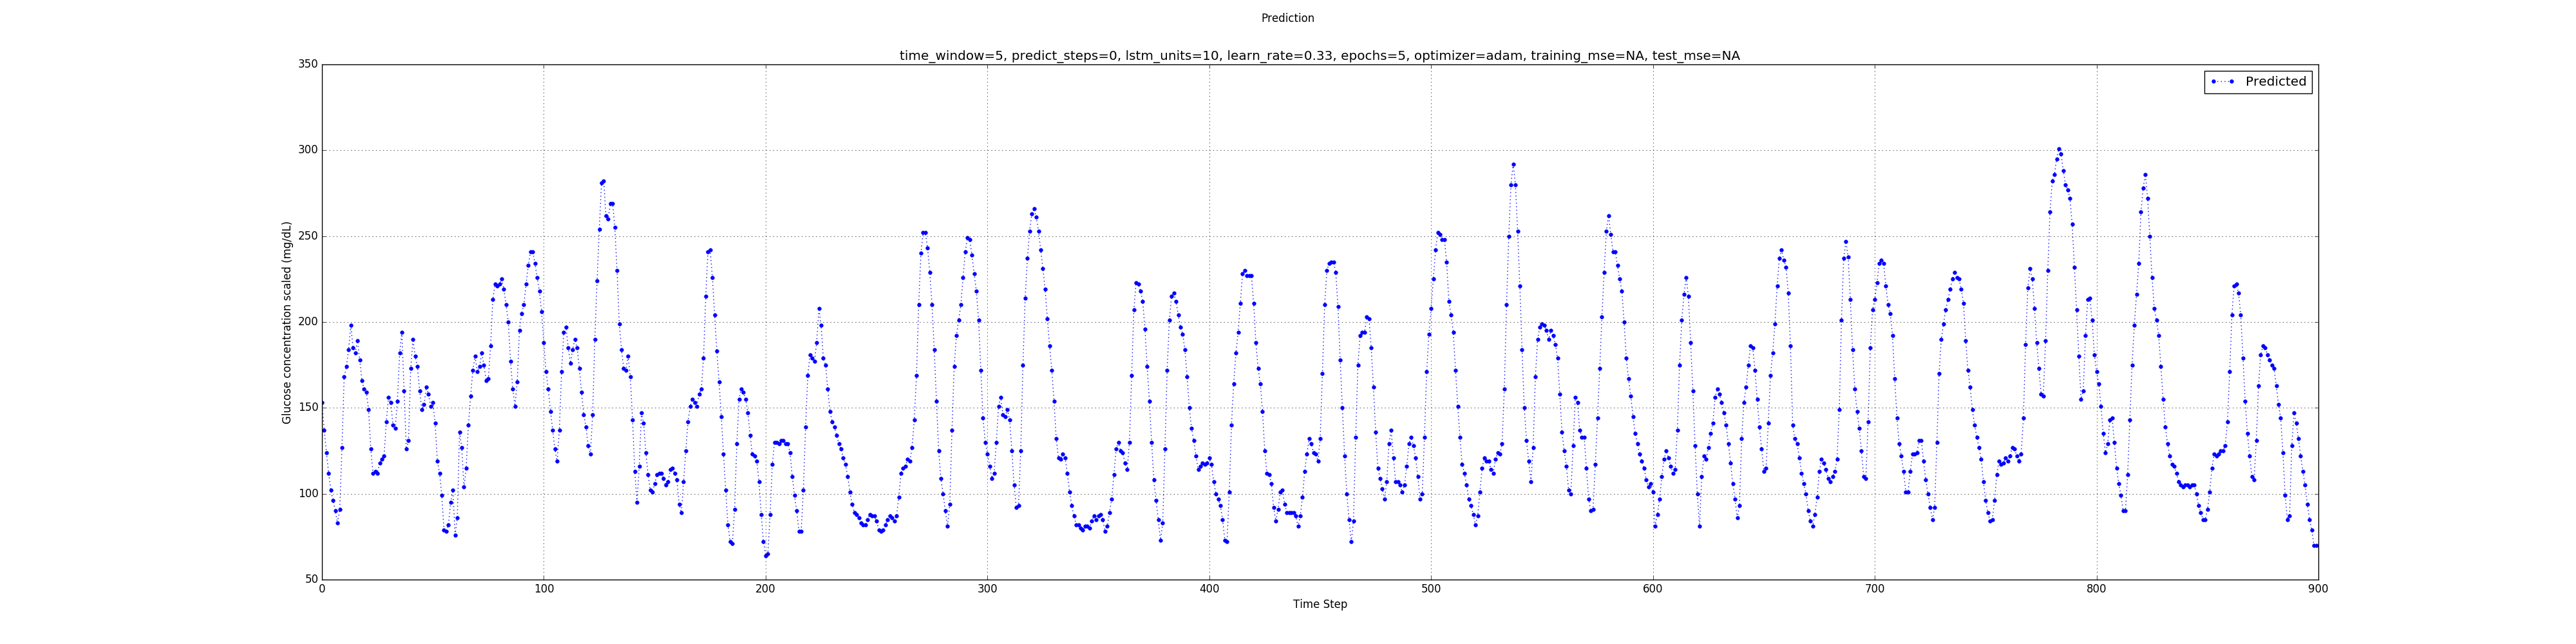 Prediction
time_window=5, predict_steps=0, lstm_units=10, learn_rate=0.33, epochs=5, optimizer=adam, training_mse=NA, test_mse=NA
350
Predicted
300
250
200
150
100
50
Glucose concentration scaled (mg/dL)
0 100 200 300 400 500 600 700 800 900
Time Step